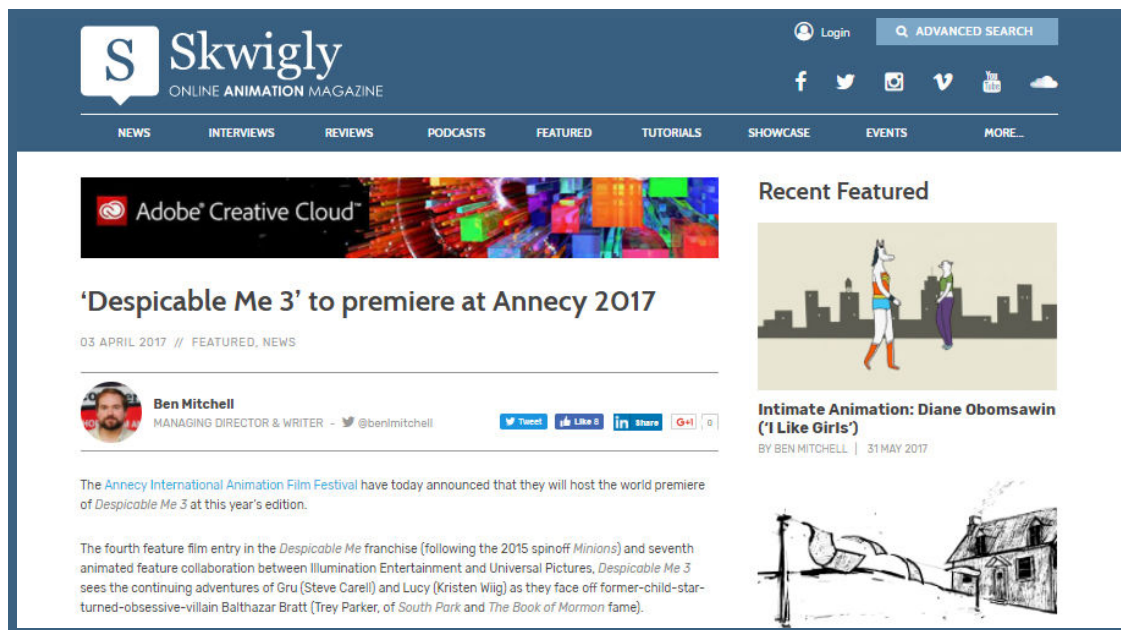 S Skwigly
ONLINE ANIMATION MAGAZINE
Login
ADVANCED SEARCH
NEWS INTERVIEWS REVIEWS PODCASTS FEATURED TUTORIALS SHOWCASE EVENTS MORE...
Adobe® Creative Cloud™
‘Despicable Me 3’ to premiere at Annecy 2017
03 APRIL 2017 // FEATURED, NEWS
Ben Mitchell
MANAGING DIRECTOR & WRITER - @benlmitchell
Tweet Like 8 in Share G+1 0
The Annecy International Animation Film Festival have today announced that they will host the world premiere
of Despicable Me 3 at this year's edition.
The fourth feature film entry in the Despicable Me franchise (following the 2015 spinoff Minions) and seventh
animated feature collaboration between Illumination Entertainment and Universal Pictures, Despicable Me 3
sees the continuing adventures of Gru (Steve Carell) and Lucy (Kristen Wiig) as they face off former-child-star-
turned-obsessive-villain Balthazar Bratt (Trey Parker, of South Park and The Book of Mormon fame).
Recent Featured
Intimate Animation: Diane Obomsawin
(‘I Like Girls’)
BY BEN MITCHELL | 31 MAY 2017